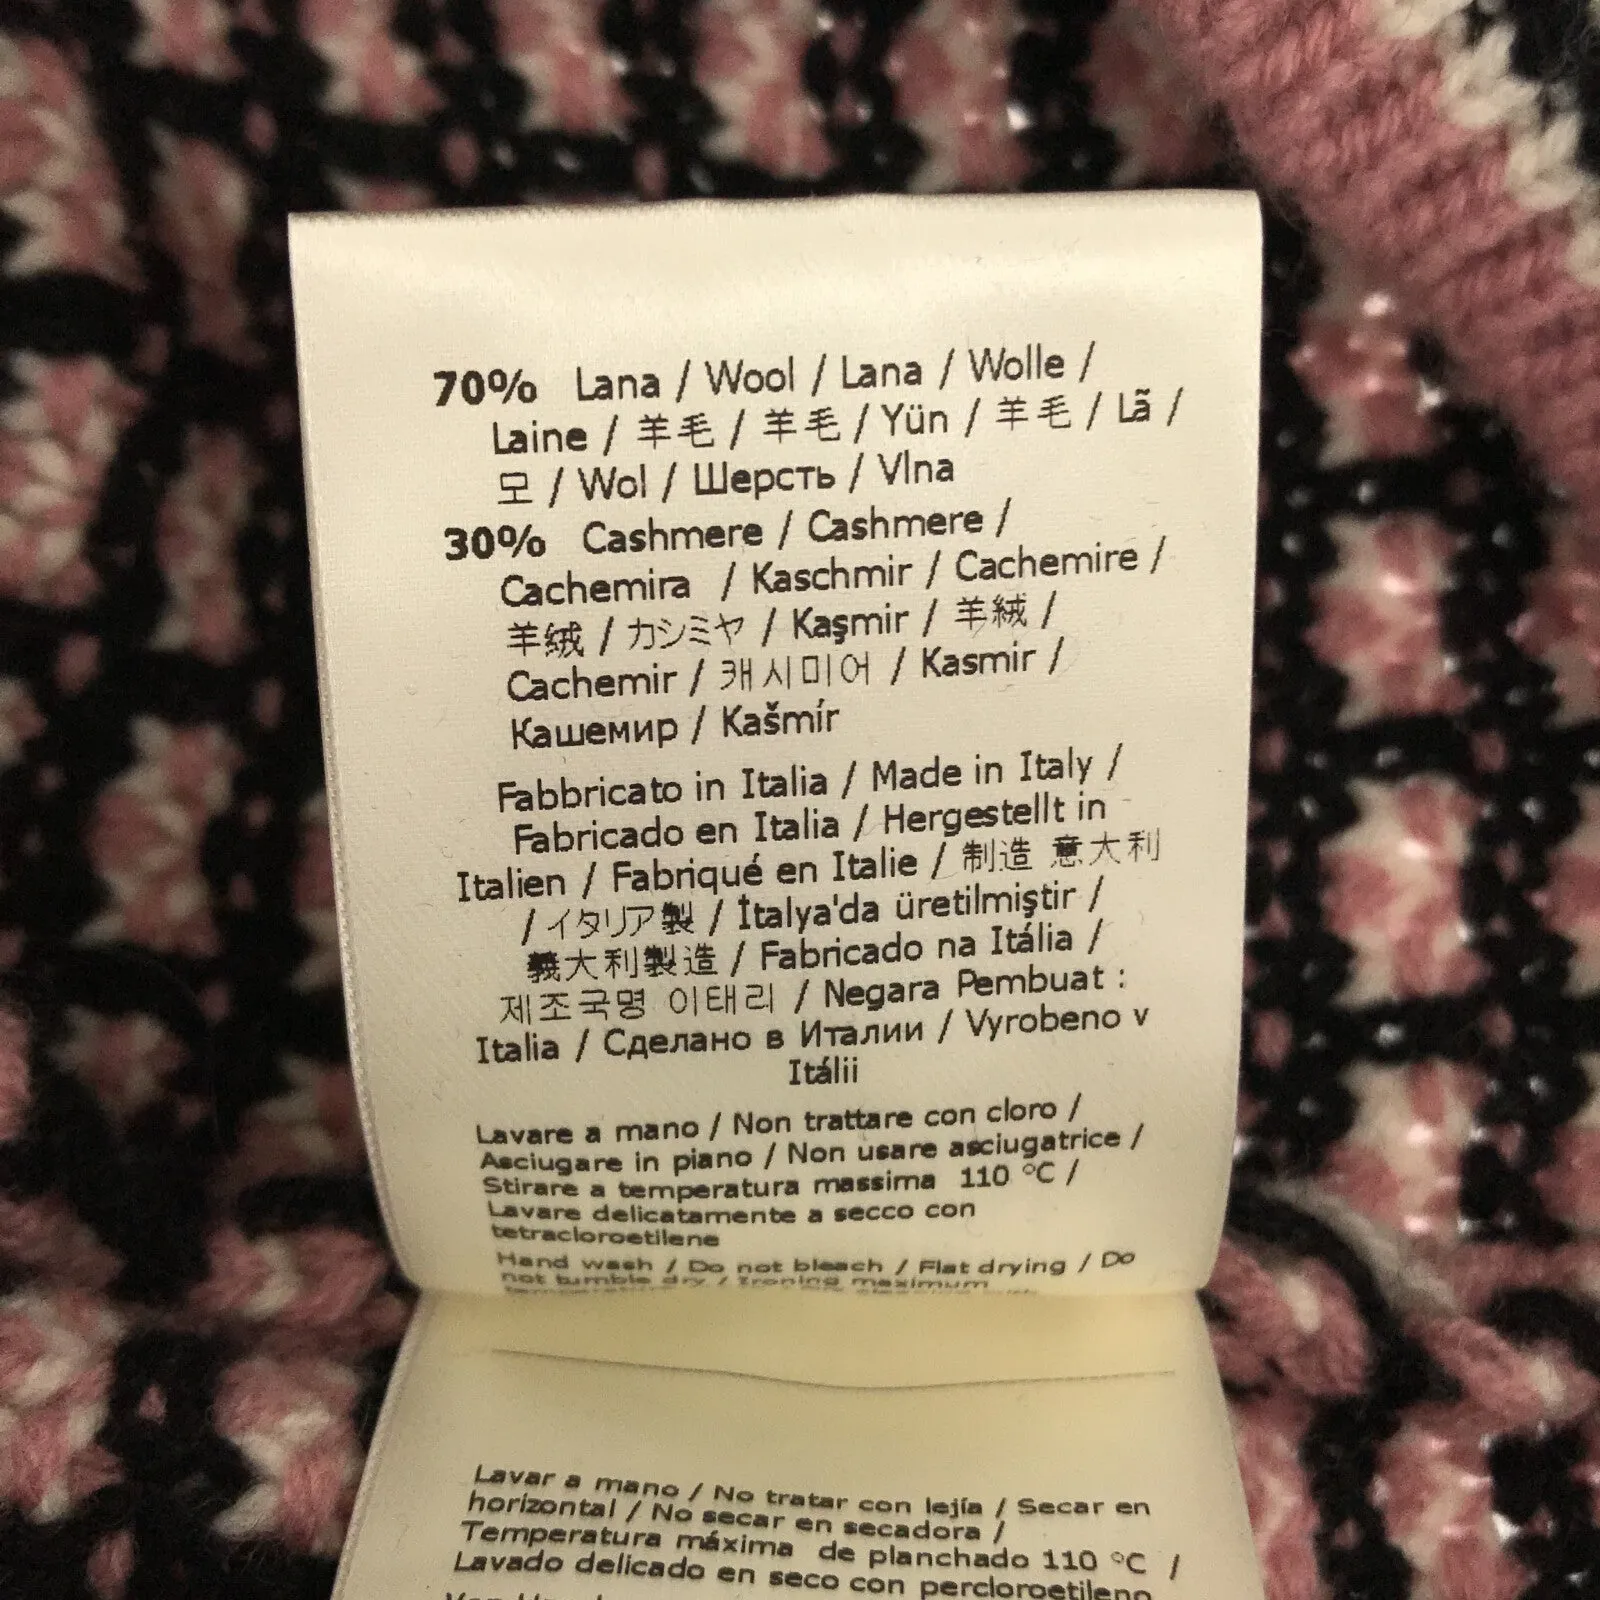 70% Lana / Wool / Lana / Wolle /
Laine / 羊毛 / 羊毛 / Yün / 羊毛 / Lã /
모 / Wol / Шерсть / Vlna
30% Cashmere / Cashmere /
Cachemira / Kaschmir / Cachemire /
羊绒 / カシミヤ / Kaşmir / 羊絨 /
Cachemir / 캐시미어 / Kasmir /
Кашемир / Kašmír
Fabbricato in Italia / Made in Italy /
Fabricado en Italia / Hergestellt in
Italien / Fabriqué en Italie / 制造 意大利
/ イタリア製 / İtalya'da üretilmiştir /
義大利製造 / Fabricado na Itália /
제조국명 이태리 / Negara Pembuat :
Italia / Сделано в Италии / Vyrobeno v
Itálii
Lavare a mano / Non trattare con cloro /
Asciugare in piano / Non usare asciugatrice /
Stirare a temperatura massima 110 °C /
Lavare delicatamente a secco con
tetracloroetilene
Hand wash / Do not bleach / Flat drying / Do
not tumble dry / Ironing maximum
Lavar a mano / No tratar con lejía / Secar en
horizontal / No secar en secadora /
Temperatura máxima de planchado 110 °C /
Lavado delicado en seco con percloroetileno